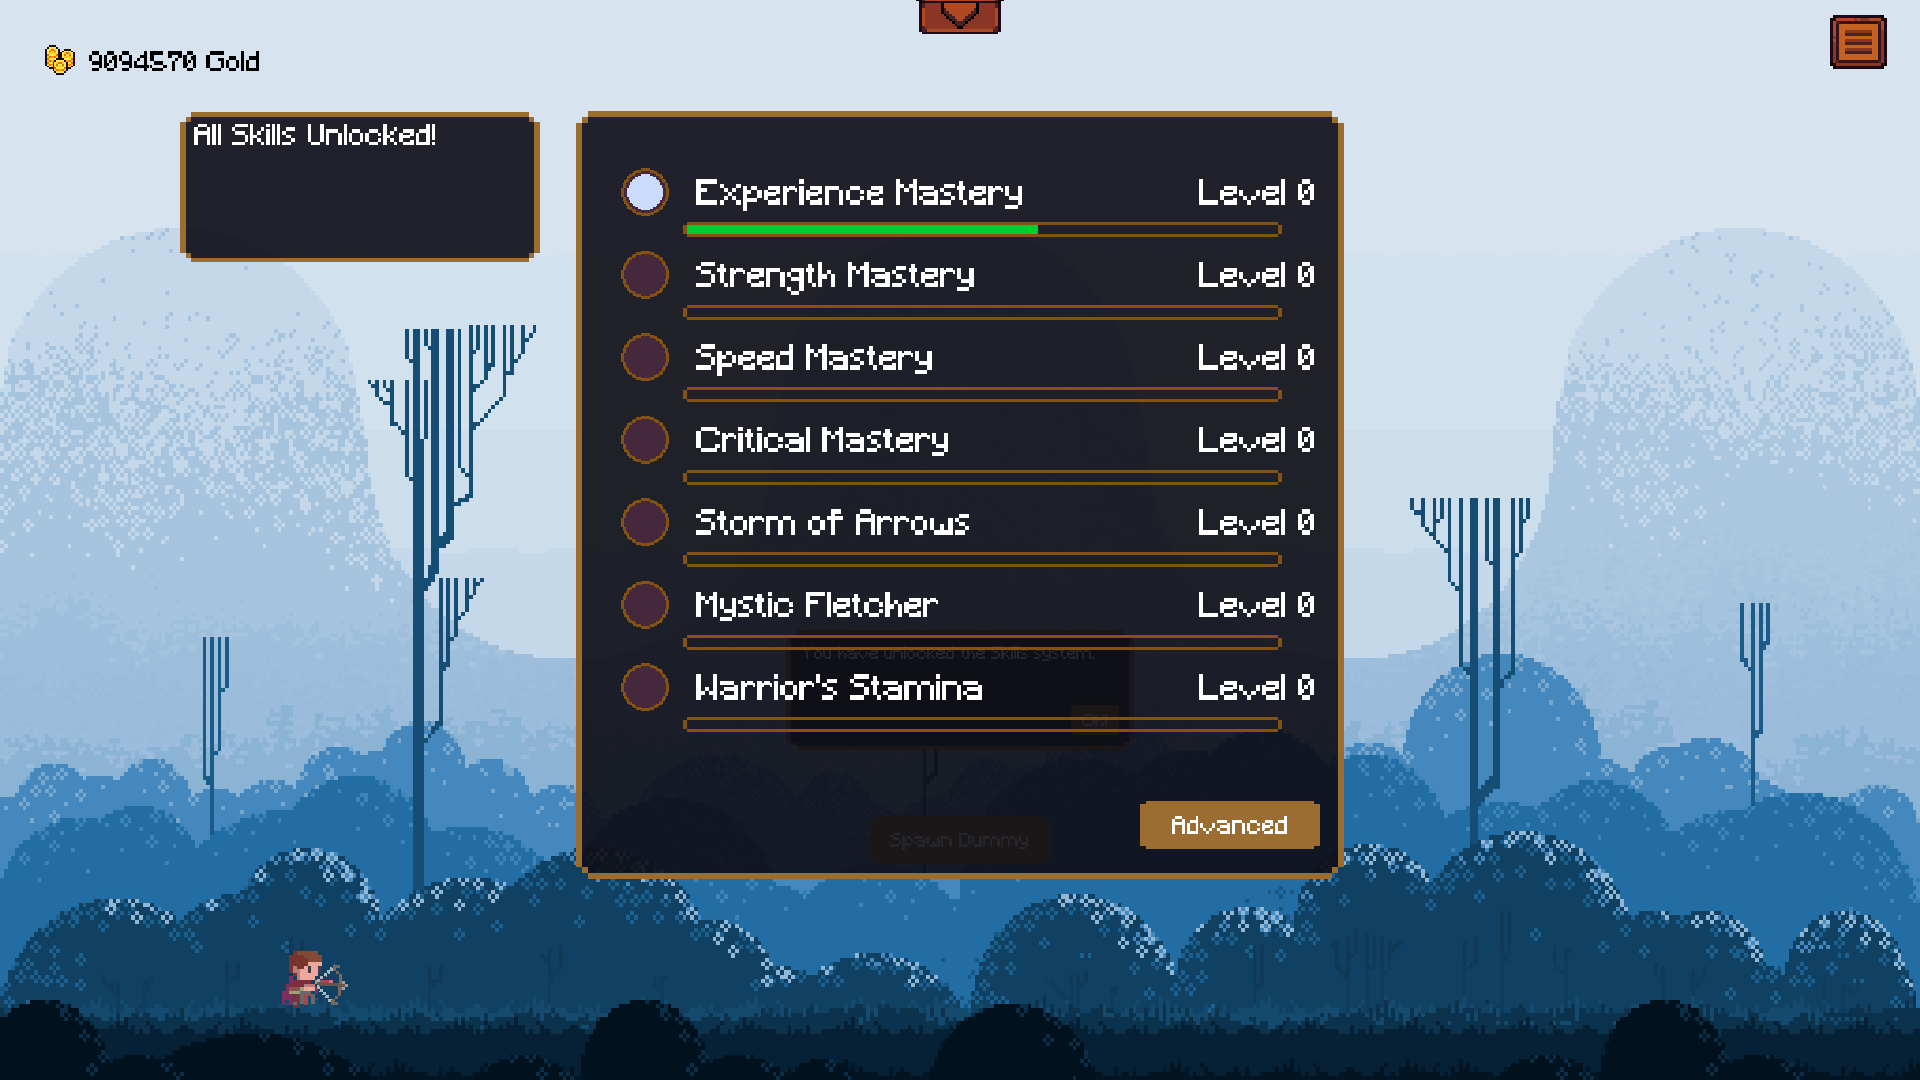 9094570 Gold
All Skills Unlocked!
Experience Mastery Level 0
Strength Mastery Level 0
Speed Mastery Level 0
Critical Mastery Level 0
Storm of Arrows Level 0
Mystic Fletcher Level 0
You have unlocked the Skills system.
Warrior's Stamina Level 0
OK!
Advanced
Spawn Dummy